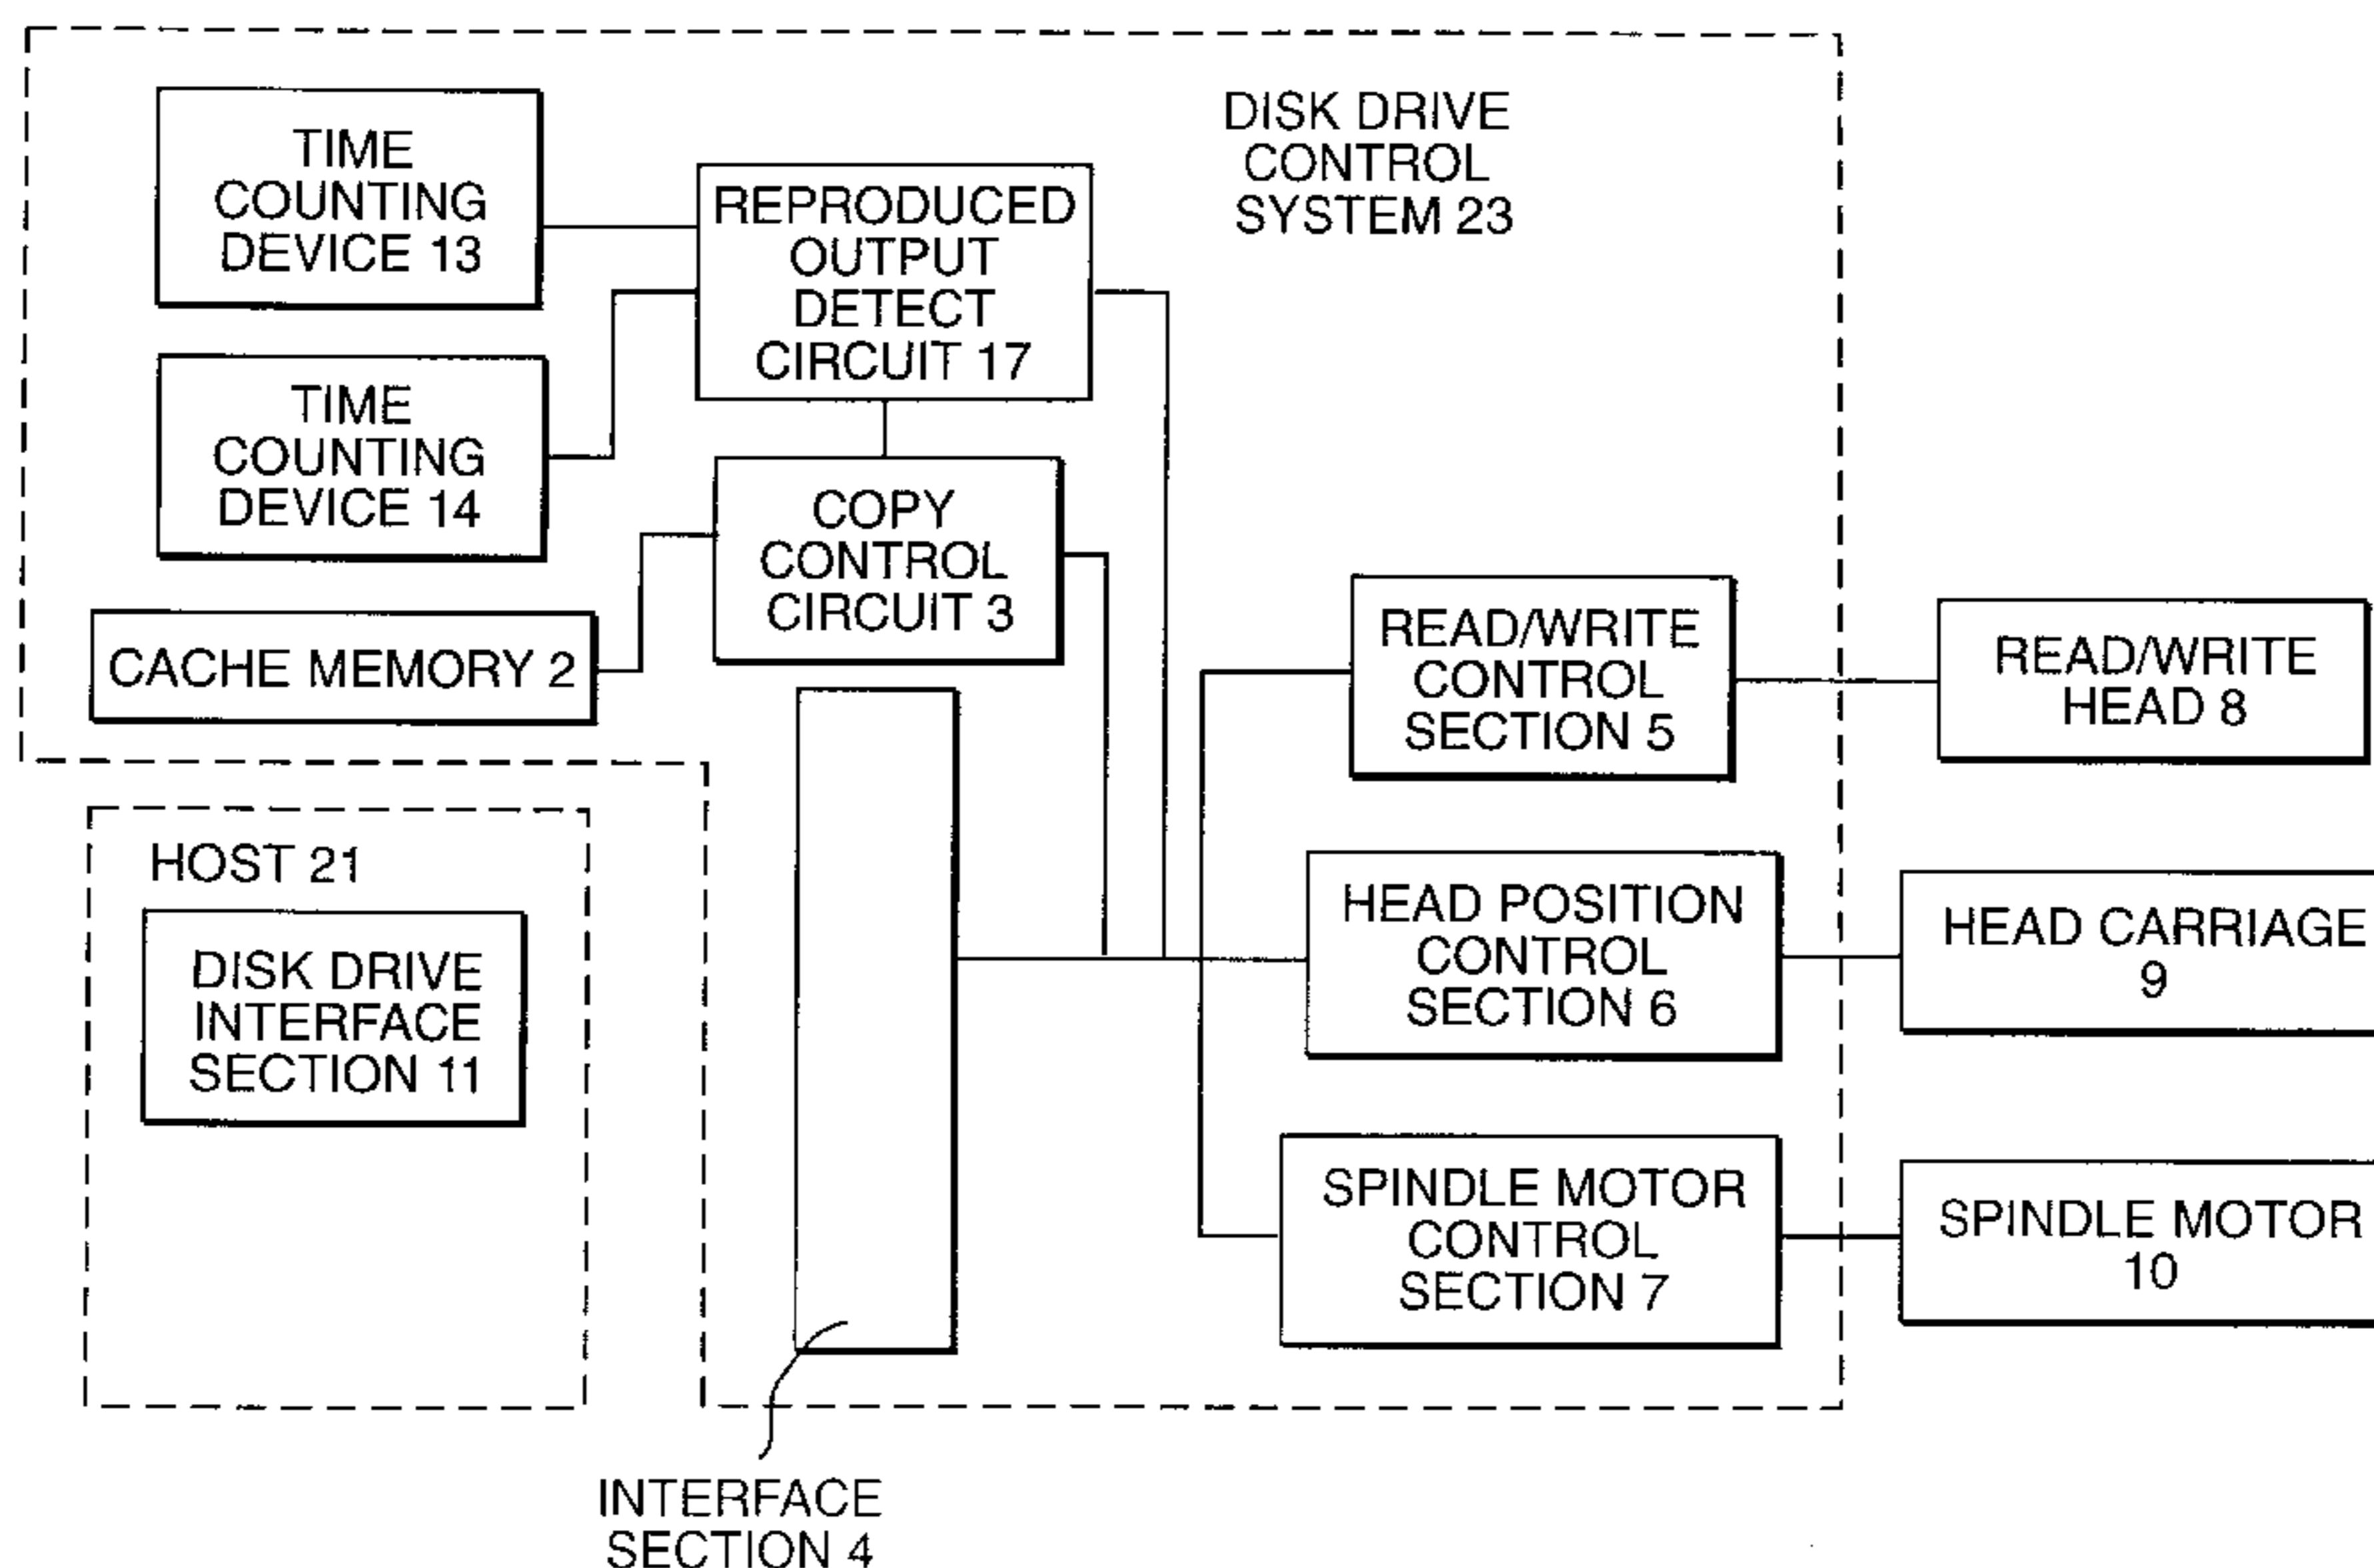 TIME
COUNTING
DEVICE 13
REPRODUCED
OUTPUT
DETECT
CIRCUIT 17
DISK DRIVE
CONTROL
SYSTEM 23
TIME
COUNTING
DEVICE 14
COPY
CONTROL
CIRCUIT 3
CACHE MEMORY 2
READ/WRITE
CONTROL
SECTION 5
READ/WRITE
HEAD 8
HOST 21
DISK DRIVE
INTERFACE
SECTION 11
HEAD POSITION
CONTROL
SECTION 6
HEAD CARRIAGE
9
SPINDLE MOTOR
CONTROL
SECTION 7
SPINDLE MOTOR
10
INTERFACE
SECTION 4